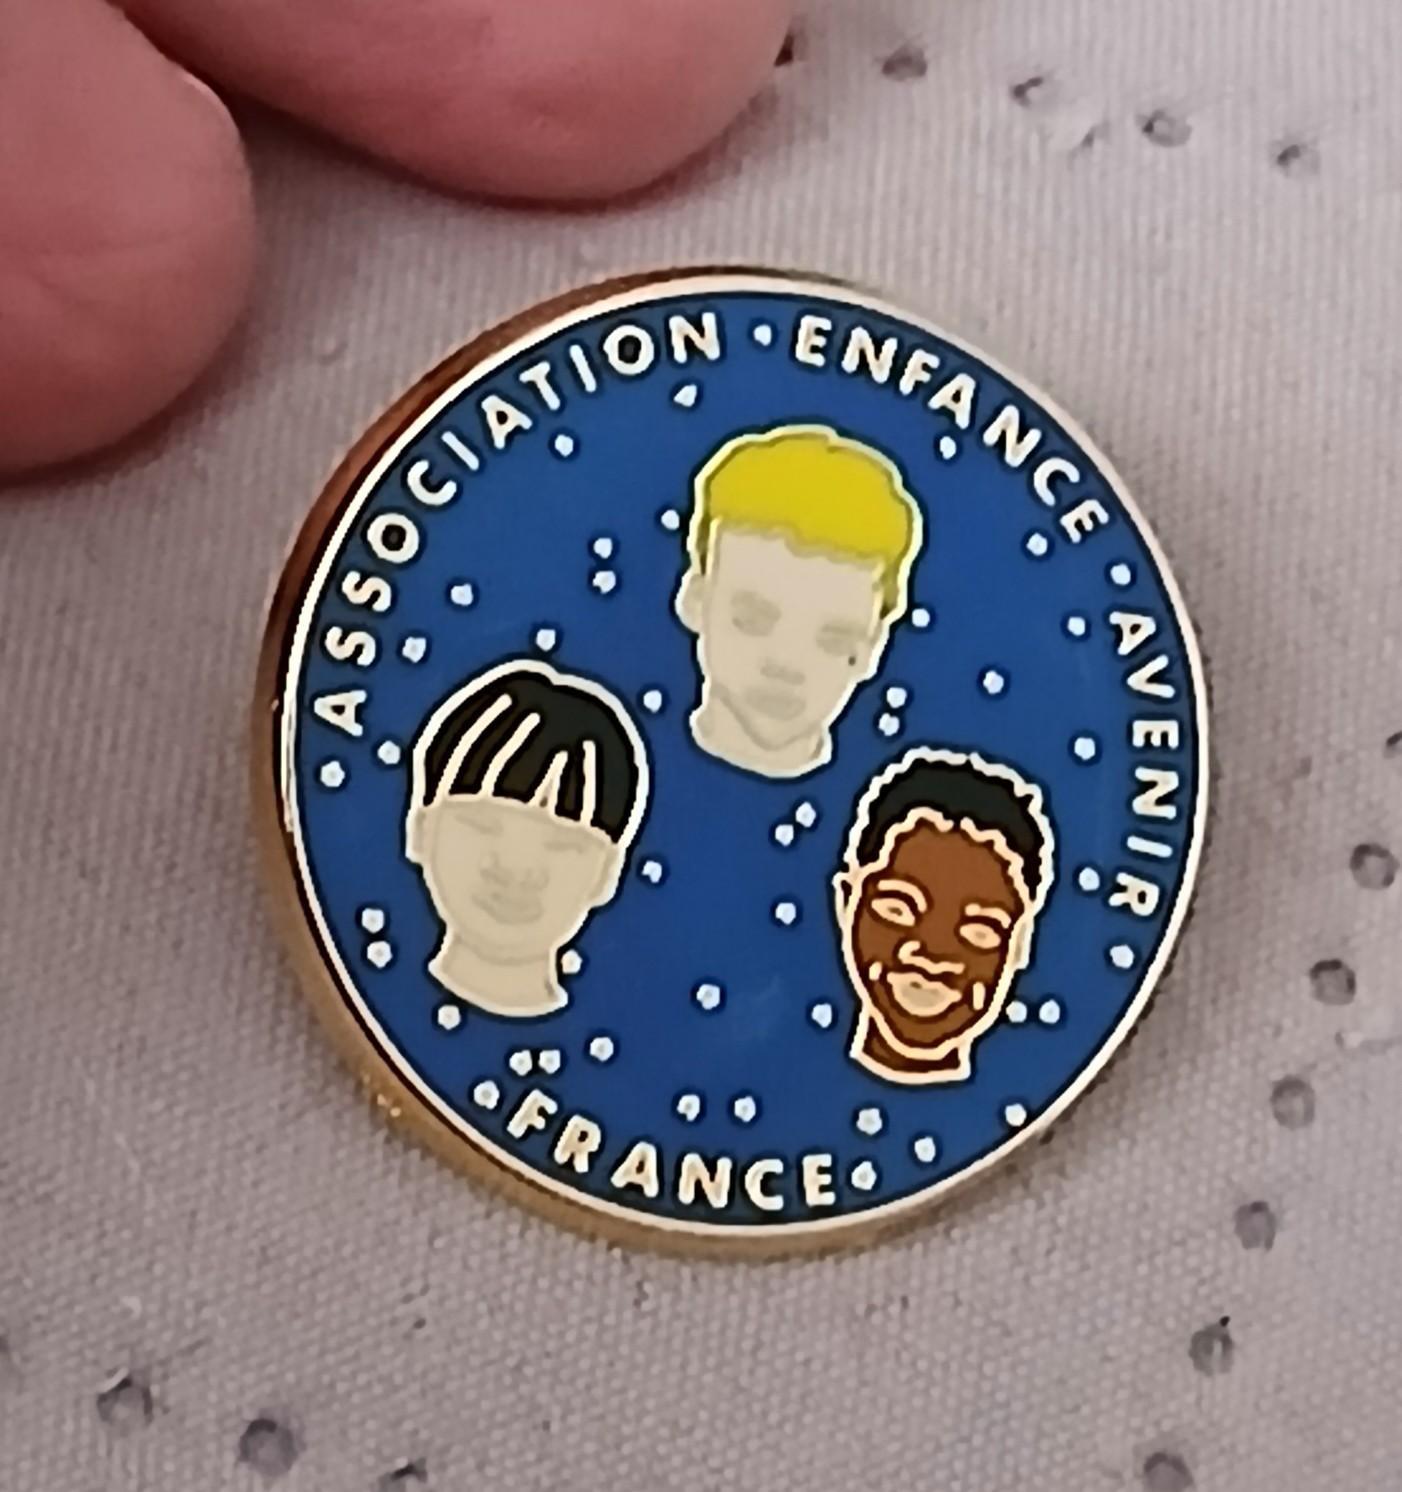 ASSOCIATION · ENFANCE · AVENIR
· FRANCE ·